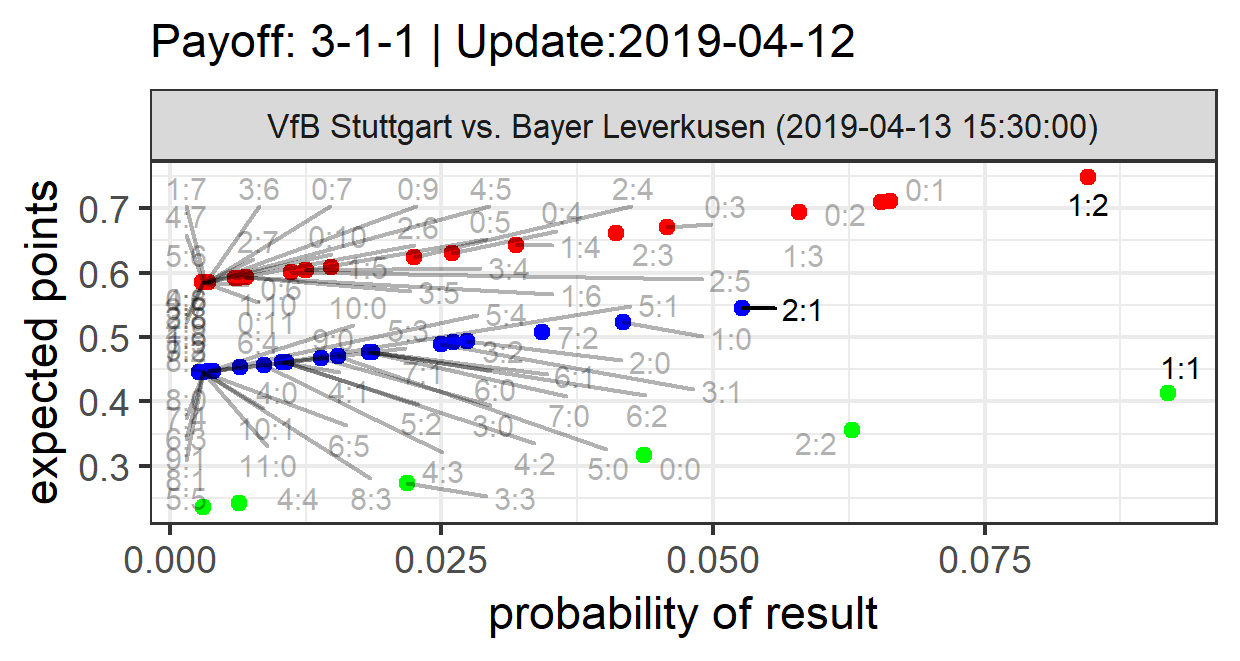 Payoff: 3-1-1 | Update:2019-04-12
VfB Stuttgart vs. Bayer Leverkusen (2019-04-13 15:30:00)
1:7 3:6 0:7 0:9 4:5 2:4
0:1
1:2
4:7 2:7 0:10 2:6 0:5 0:4 0:3 0:2
5:6 1:5 3:4 1:4 2:3 1:3
0:6 3:5 1:6 2:5
1:10 10:0 5:1 2:1
0:11 5:4
6:4 9:0 5:3 7:2 1:0
3:2 2:0
7:1 6:1 1:1
4:0 4:1 6:0 3:1
10:1 5:2 3:0 7:0 6:2
6:3 6:5 2:2
9:1 11:0 4:3 4:2 5:0 0:0
8:1
5:5 4:4 8:3 3:3
0.7
0.6
0.5
0.4
0.3
expected points
0.000 0.025 0.050 0.075
probability of result